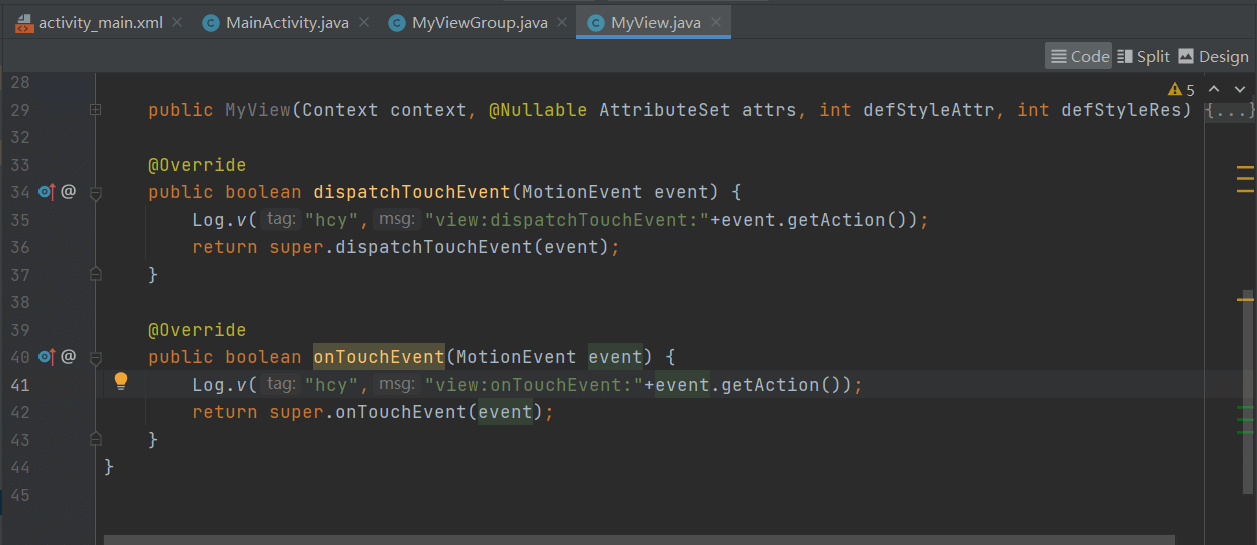 activity_main.xml MainActivity.java MyViewGroup.java MyView.java
Code Split Design
28
5
29 public MyView(Context context, @Nullable AttributeSet attrs, int defStyleAttr, int defStyleRes) {...}
32
33 @Override
34 @ public boolean dispatchTouchEvent(MotionEvent event) {
35 Log.v( tag: "hcy", msg: "view:dispatchTouchEvent:"+event.getAction());
36 return super.dispatchTouchEvent(event);
37 }
38
39 @Override
40 @ public boolean onTouchEvent(MotionEvent event) {
41 Log.v( tag: "hcy", msg: "view:onTouchEvent:"+event.getAction());
42 return super.onTouchEvent(event);
43 }
44 }
45